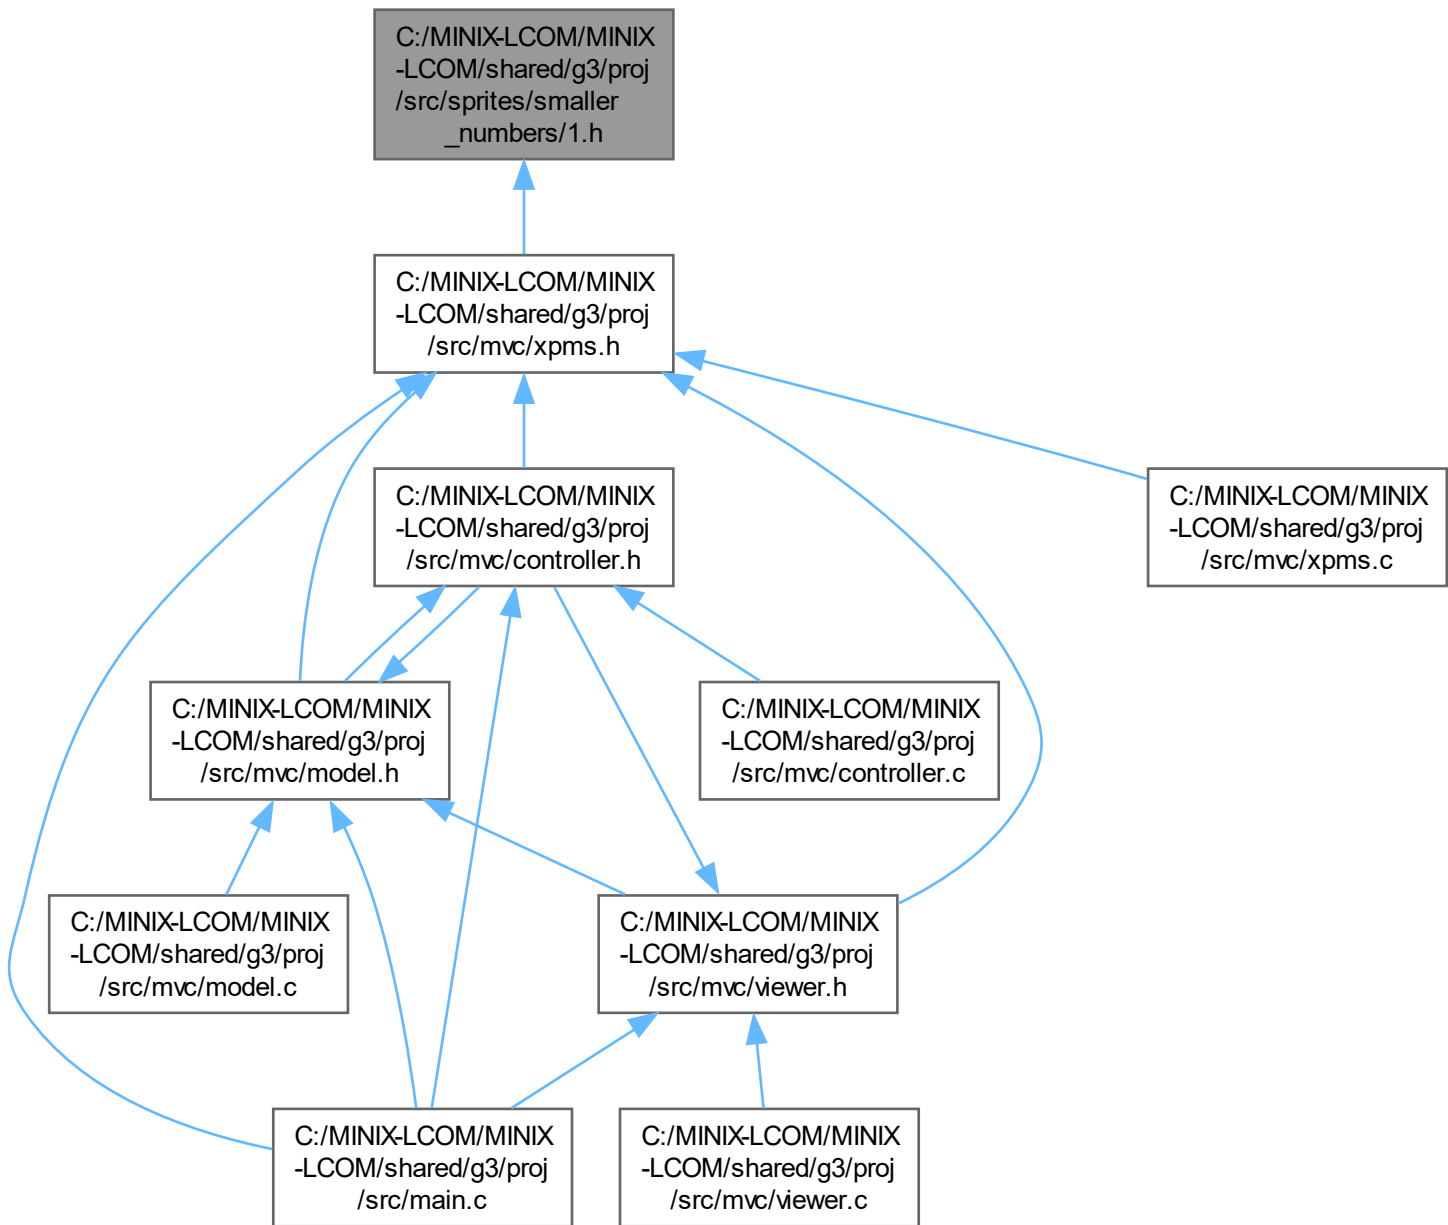 C:/MINIX-LCOM/MINIX
-LCOM/shared/g3/proj
/src/sprites/smaller
_numbers/1.h
C:/MINIX-LCOM/MINIX
-LCOM/shared/g3/proj
/src/mvc/xpms.h
C:/MINIX-LCOM/MINIX
-LCOM/shared/g3/proj
/src/mvc/controller.h
C:/MINIX-LCOM/MINIX
-LCOM/shared/g3/proj
/src/mvc/xpms.c
C:/MINIX-LCOM/MINIX
-LCOM/shared/g3/proj
/src/mvc/model.h
C:/MINIX-LCOM/MINIX
-LCOM/shared/g3/proj
/src/mvc/controller.c
C:/MINIX-LCOM/MINIX
-LCOM/shared/g3/proj
/src/mvc/model.c
C:/MINIX-LCOM/MINIX
-LCOM/shared/g3/proj
/src/mvc/viewer.h
C:/MINIX-LCOM/MINIX
-LCOM/shared/g3/proj
/src/main.c
C:/MINIX-LCOM/MINIX
-LCOM/shared/g3/proj
/src/mvc/viewer.c